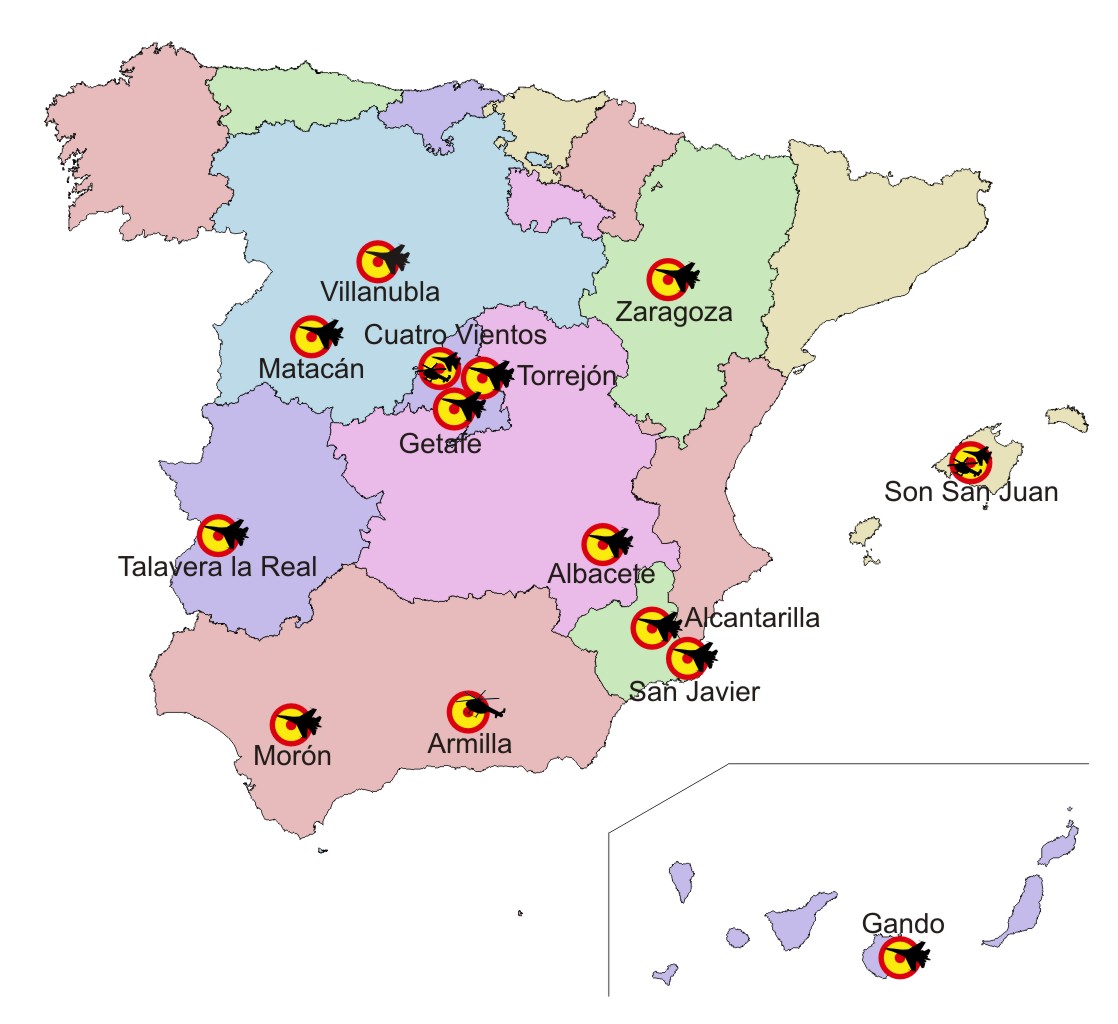 Villanubla
Zaragoza
Cuatro Vientos
Matacán
Torrejón
Getafe
Son San Juan
Talavera la Real
Albacete
Alcantarilla
San Javier
Morón
Armilla
Gando